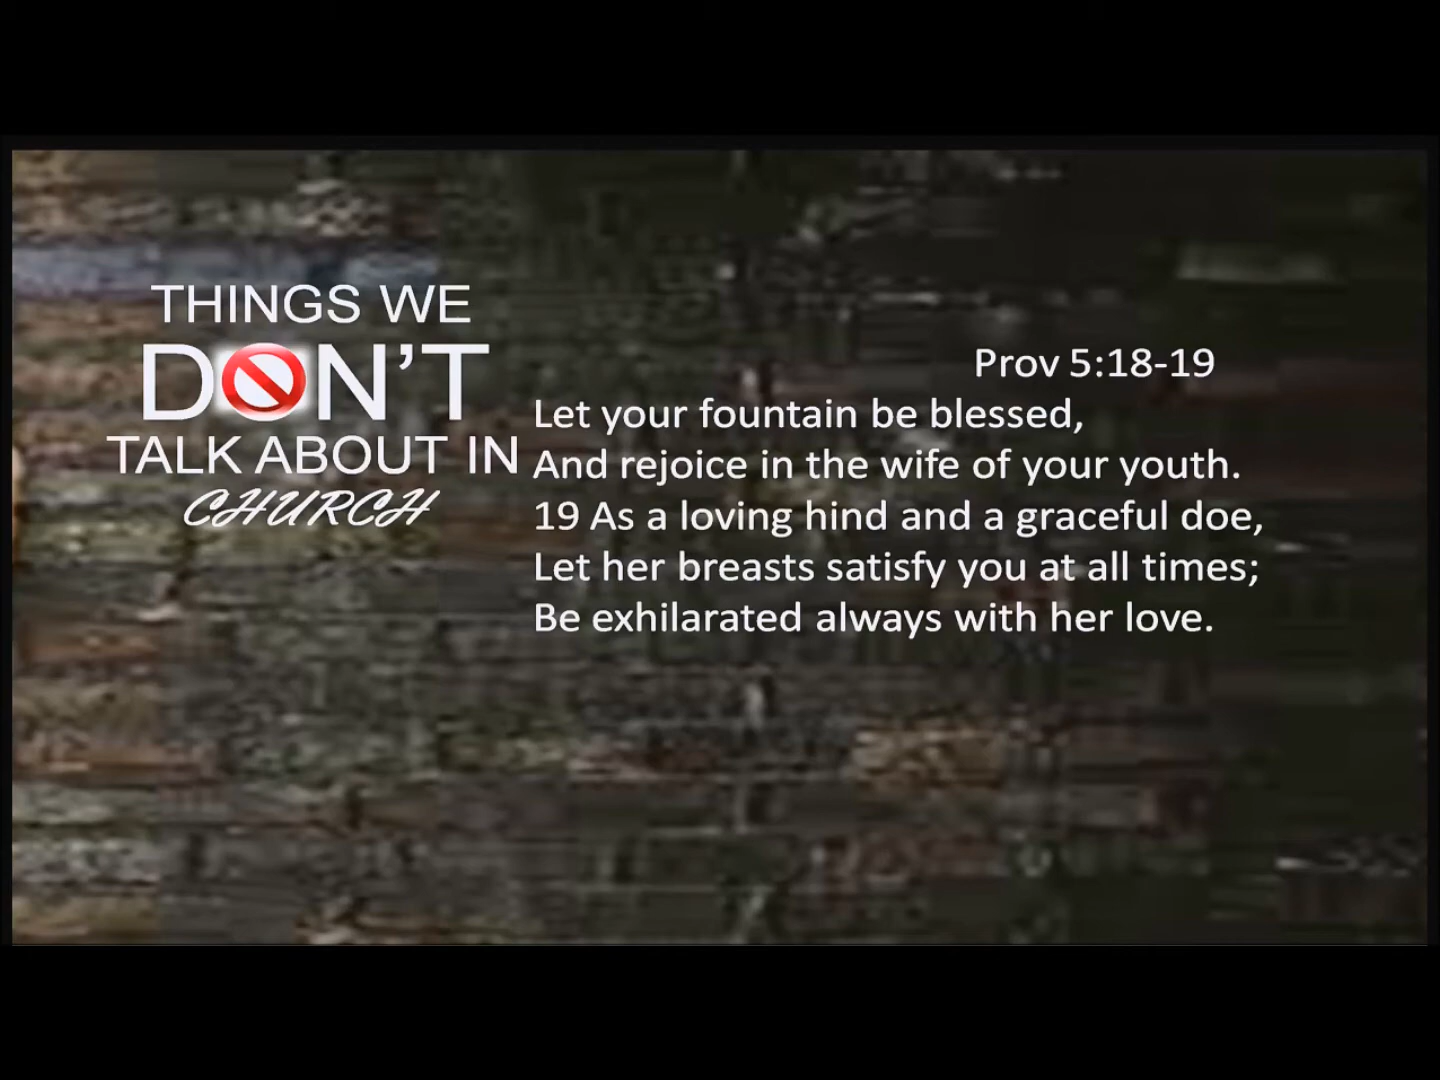 THINGS WE
DON'T
TALK ABOUT IN
CHURCH
Prov 5:18-19
Let your fountain be blessed,
And rejoice in the wife of your youth.
19 As a loving hind and a graceful doe,
Let her breasts satisfy you at all times;
Be exhilarated always with her love.